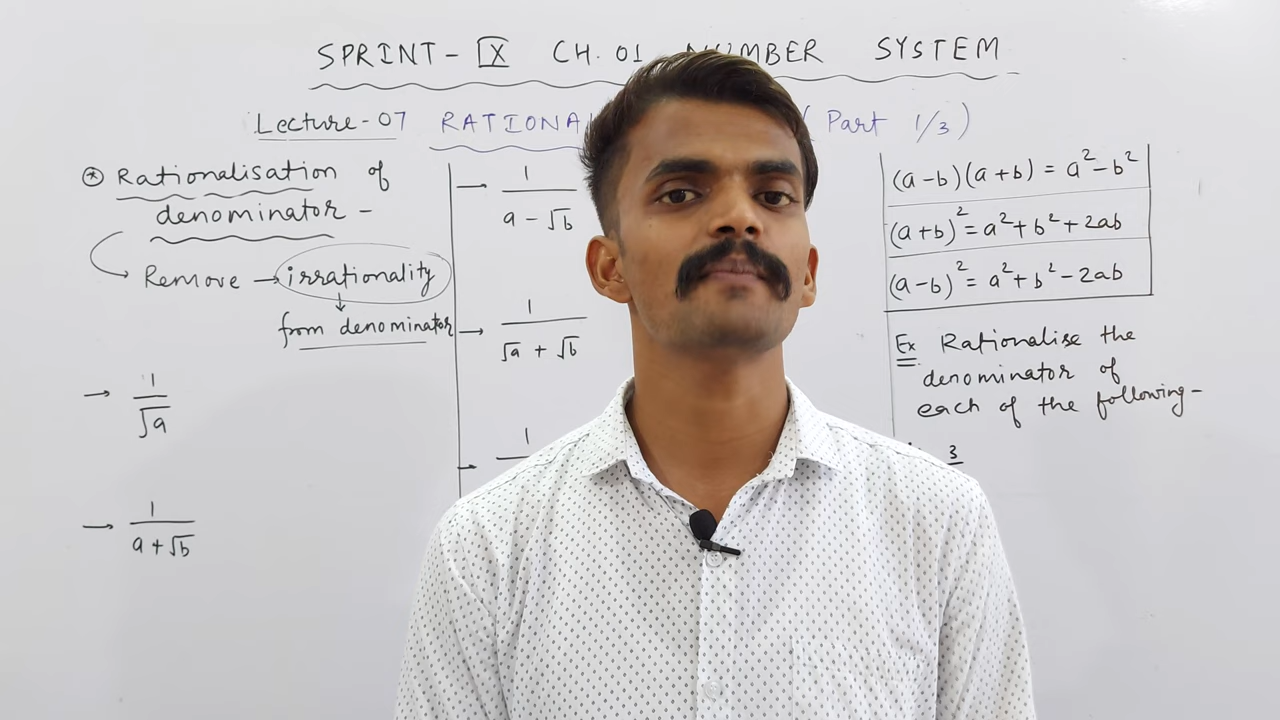 SPRINT-IX CH. 01 NUMBER SYSTEM
Lecture-07 RATIONA (Part 1/3)
⊛ Rationalisation of
denominator -
Remove → irrationality
↓
from denominator
→ 1/√a
→ 1/(a+√b)
→ 1/(a-√b)
→ 1/(√a+√b)
→ 1
(a-b)(a+b) = a²-b²
(a+b)² = a²+b²+2ab
(a-b)² = a²+b²-2ab
Ex Rationalise the
denominator of
each of the following-
3